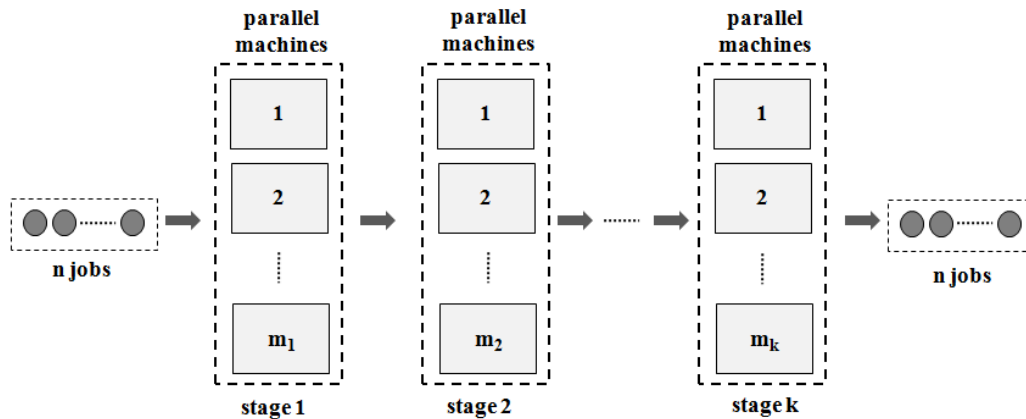 parallel
machines
parallel
machines
parallel
machines
1
2
m₁
1
2
m₂
1
2
mₖ
n jobs
n jobs
stage 1
stage 2
stage k